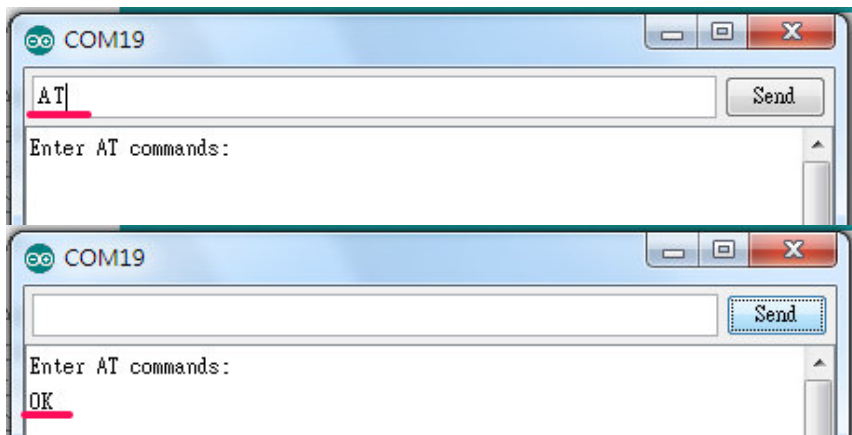 COM19
AT
Send
Enter AT commands:
COM19
Send
Enter AT commands:
OK